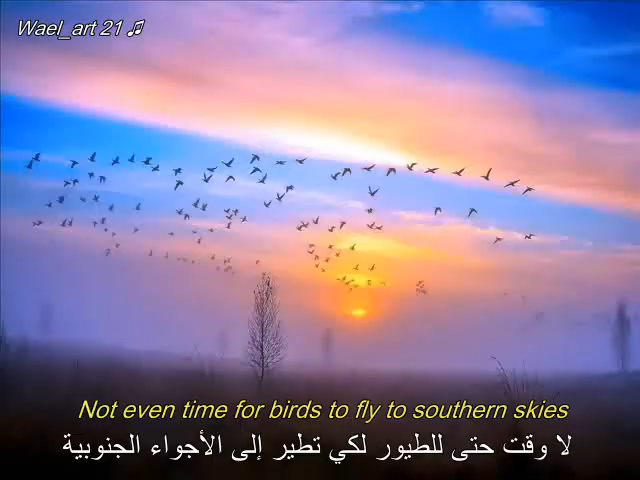 Wael_art 21 ♫
Not even time for birds to fly to southern skies
لا وقت حتى للطيور لكي تطير إلى الأجواء الجنوبية